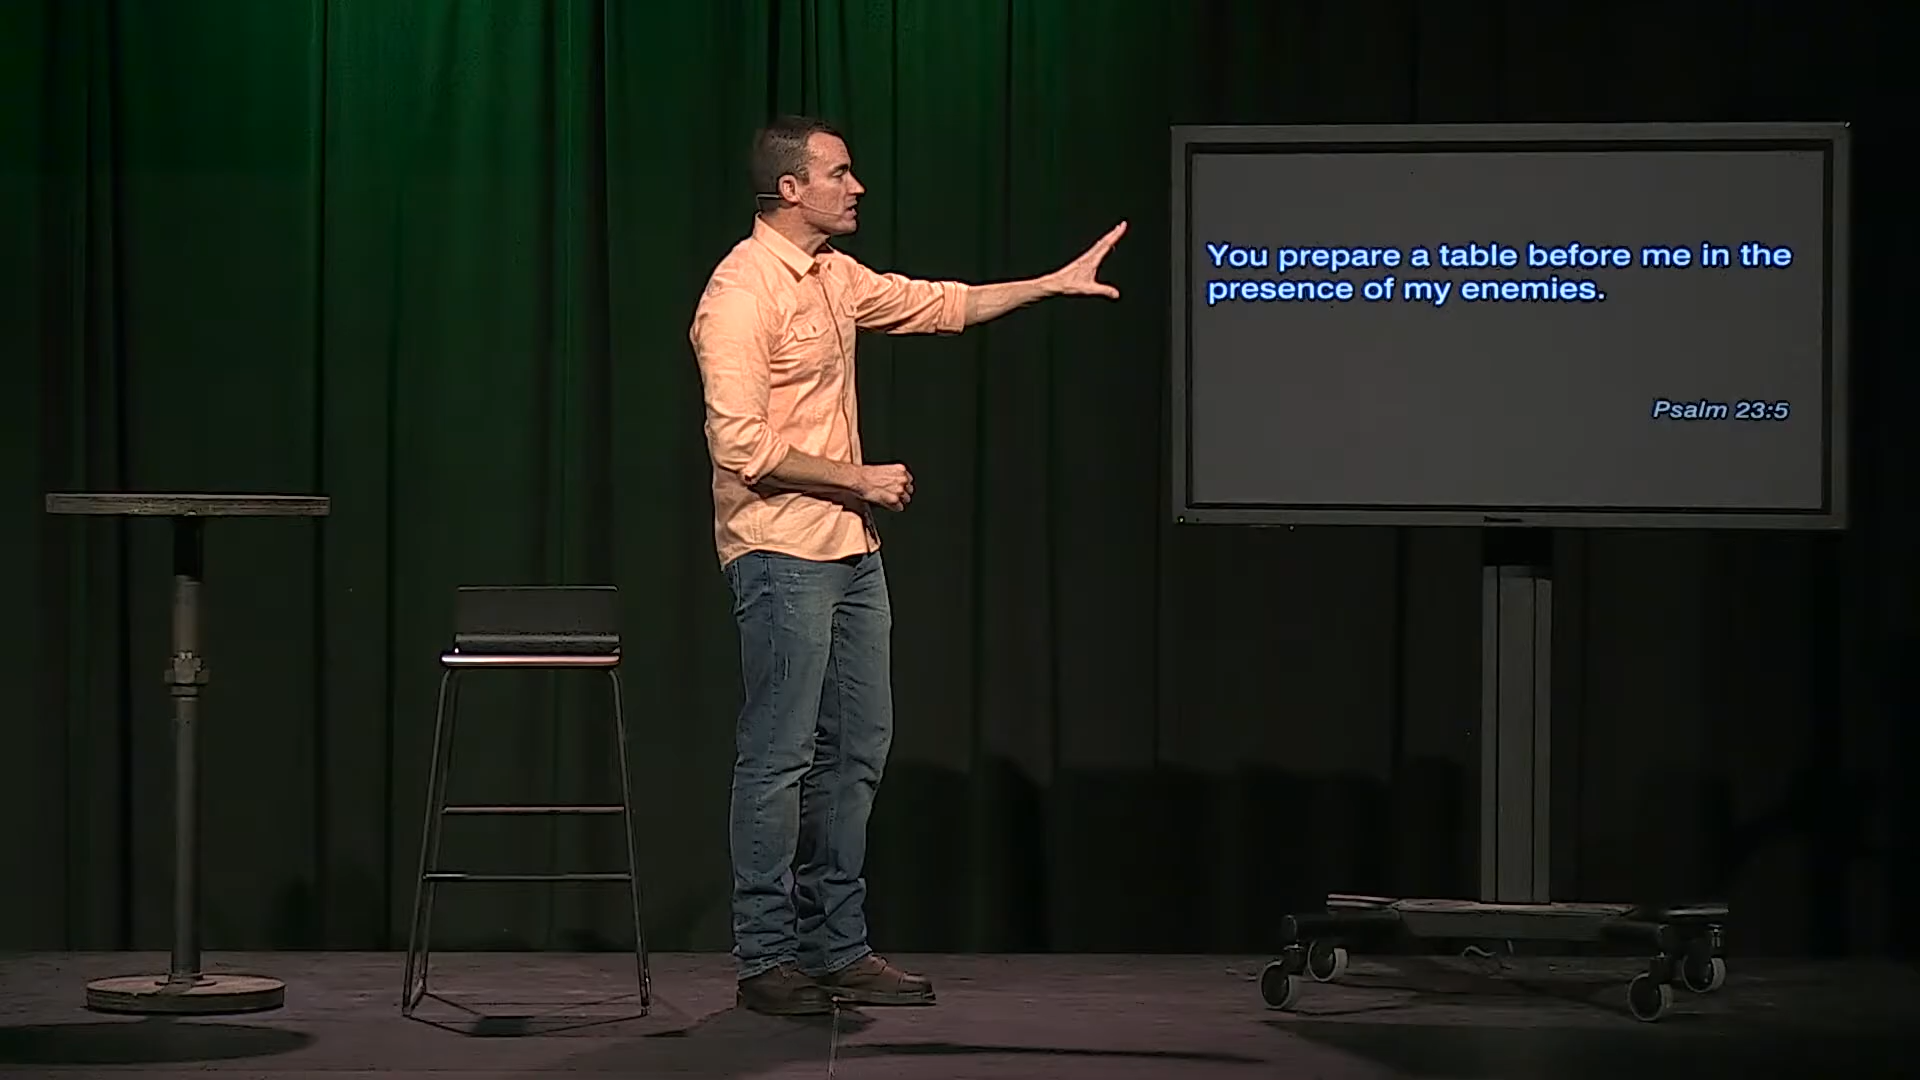 You prepare a table before me in the
presence of my enemies.
Psalm 23:5